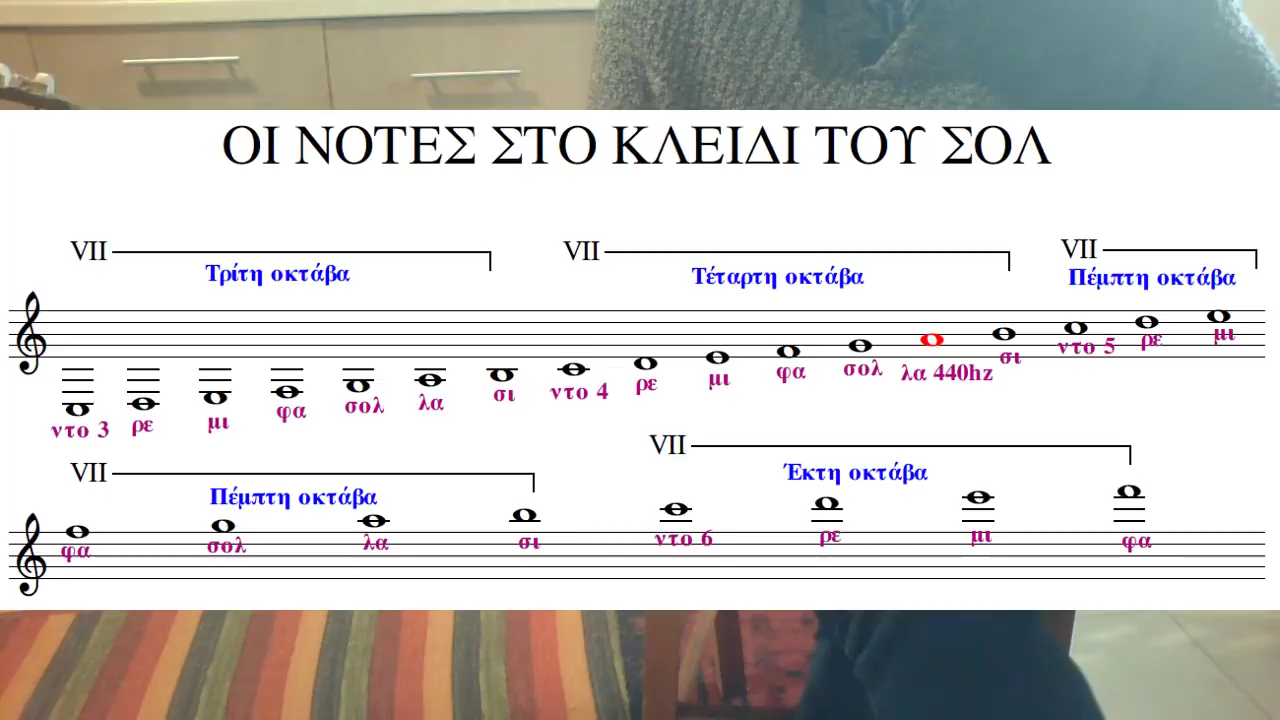 ΟΙ ΝΟΤΕΣ ΣΤΟ ΚΛΕΙΔΙ ΤΟΥ ΣΟΛ
VII VII VII
Τρίτη οκτάβα Τέταρτη οκτάβα Πέμπτη οκτάβα
ντο 3 ρε μι φα σολ λα σι ντο 4 ρε μι φα σολ λα 440hz σι ντο 5 ρε μι
VII VII
Πέμπτη οκτάβα Έκτη οκτάβα
φα σολ λα σι ντο 6 ρε μι φα